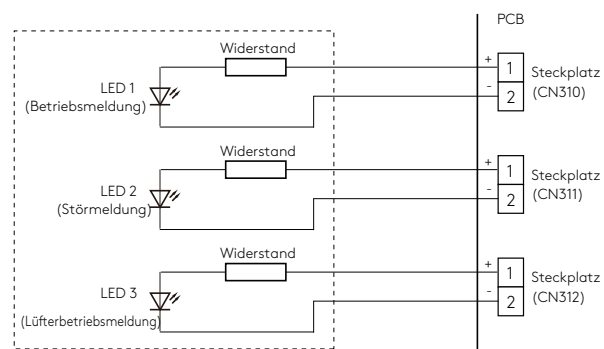 PCB
Widerstand
LED 1
(Betriebsmeldung)
+
-
1
2
Steckplatz
(CN310)
Widerstand
LED 2
(Störmeldung)
+
-
1
2
Steckplatz
(CN311)
Widerstand
LED 3
(Lüfterbetriebsmeldung)
+
-
1
2
Steckplatz
(CN312)